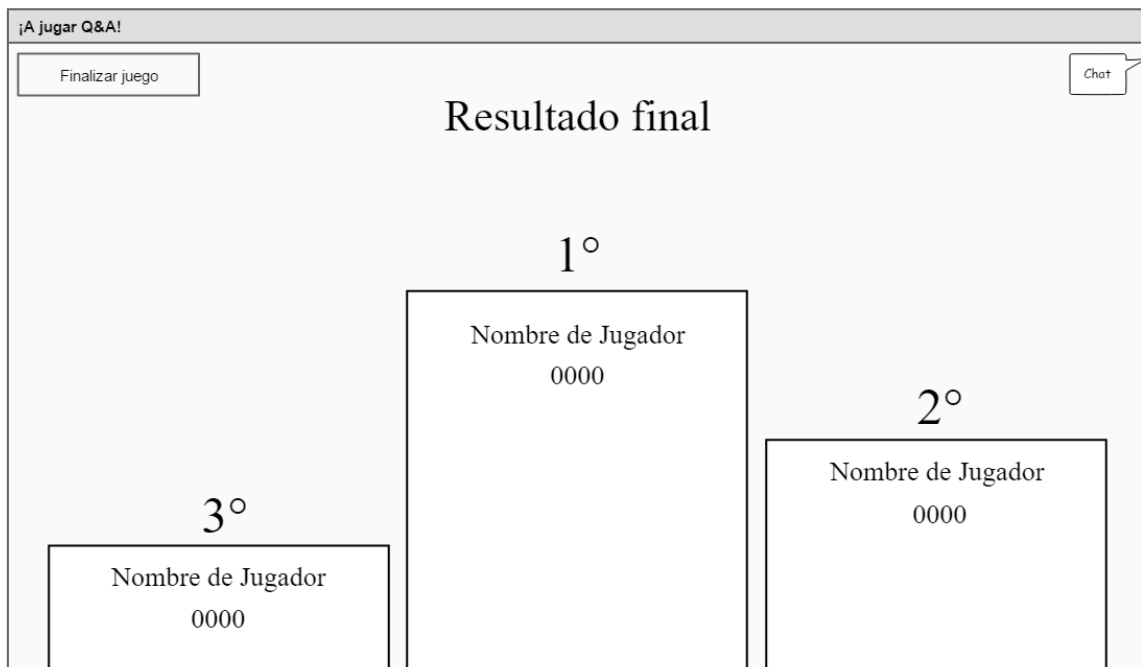 ¡A jugar Q&A!
Finalizar juego
Chat
Resultado final
1°
Nombre de Jugador
0000
2°
Nombre de Jugador
0000
3°
Nombre de Jugador
0000